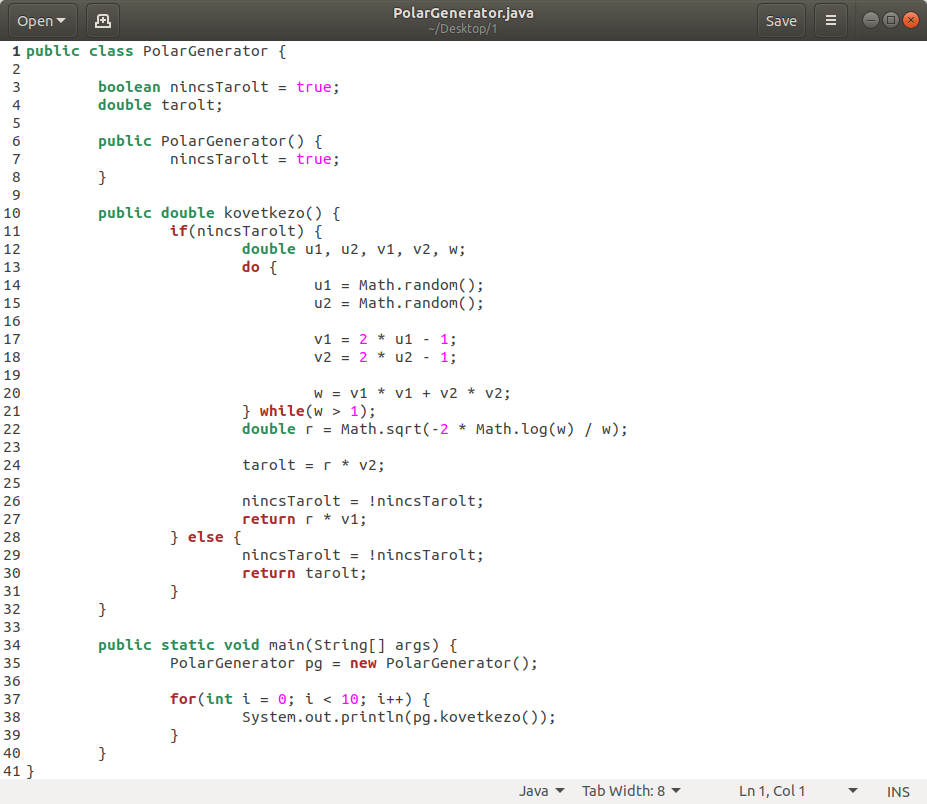 Open
PolarGenerator.java
~/Desktop/1
Save
1 public class PolarGenerator {
2
3 boolean nincsTarolt = true;
4 double tarolt;
5
6 public PolarGenerator() {
7 nincsTarolt = true;
8 }
9
10 public double kovetkezo() {
11 if(nincsTarolt) {
12 double u1, u2, v1, v2, w;
13 do {
14 u1 = Math.random();
15 u2 = Math.random();
16
17 v1 = 2 * u1 - 1;
18 v2 = 2 * u2 - 1;
19
20 w = v1 * v1 + v2 * v2;
21 } while(w > 1);
22 double r = Math.sqrt(-2 * Math.log(w) / w);
23
24 tarolt = r * v2;
25
26 nincsTarolt = !nincsTarolt;
27 return r * v1;
28 } else {
29 nincsTarolt = !nincsTarolt;
30 return tarolt;
31 }
32 }
33
34 public static void main(String[] args) {
35 PolarGenerator pg = new PolarGenerator();
36
37 for(int i = 0; i < 10; i++) {
38 System.out.println(pg.kovetkezo());
39 }
40 }
41 }
Java Tab Width: 8 Ln 1, Col 1 INS